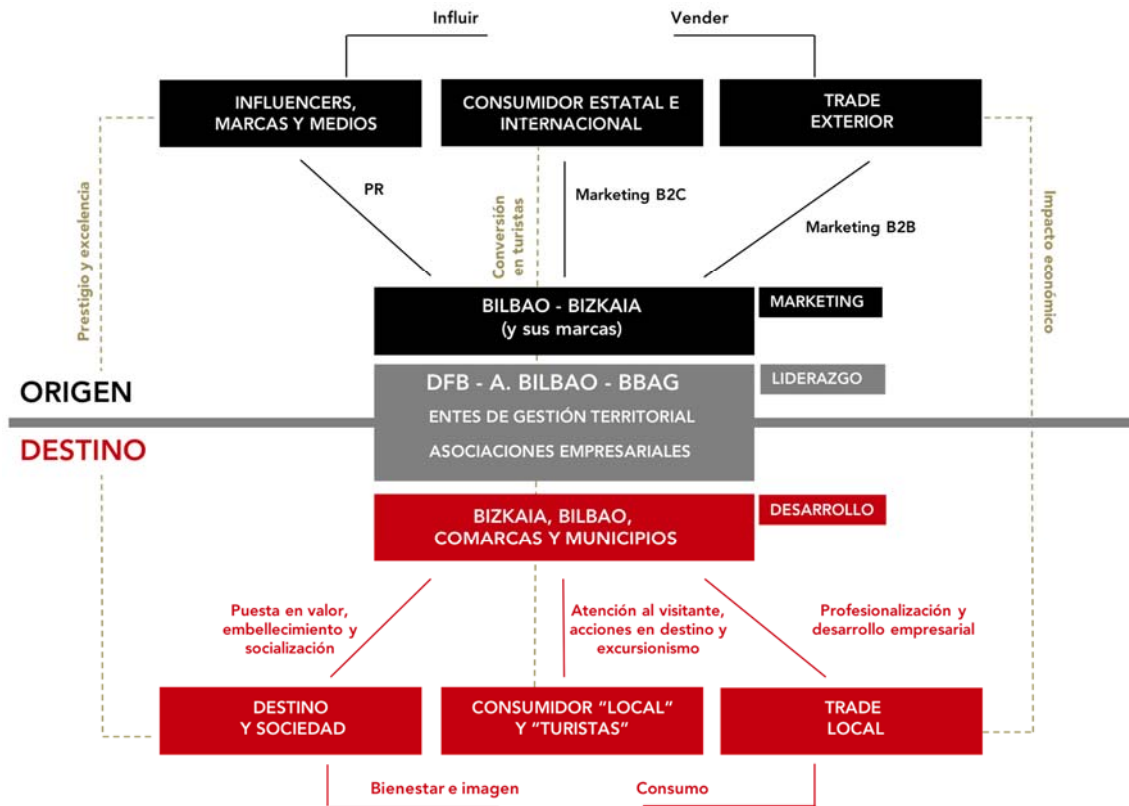 Influir
Vender
INFLUENCERS,
MARCAS Y MEDIOS
CONSUMIDOR ESTATAL E
INTERNACIONAL
TRADE
EXTERIOR
Prestigio y excelencia
PR
Conversión
en turistas
Marketing B2C
Marketing B2B
Impacto económico
BILBAO - BIZKAIA
(y sus marcas)
MARKETING
ORIGEN
DFB - A. BILBAO - BBAG
LIDERAZGO
ENTES DE GESTIÓN TERRITORIAL
ASOCIACIONES EMPRESARIALES
DESTINO
BIZKAIA, BILBAO,
COMARCAS Y MUNICIPIOS
DESARROLLO
Puesta en valor,
embellecimiento y
socialización
Atención al visitante,
acciones en destino y
excursionismo
Profesionalización y
desarrollo empresarial
DESTINO
Y SOCIEDAD
CONSUMIDOR “LOCAL”
Y “TURISTAS”
TRADE
LOCAL
Bienestar e imagen
Consumo